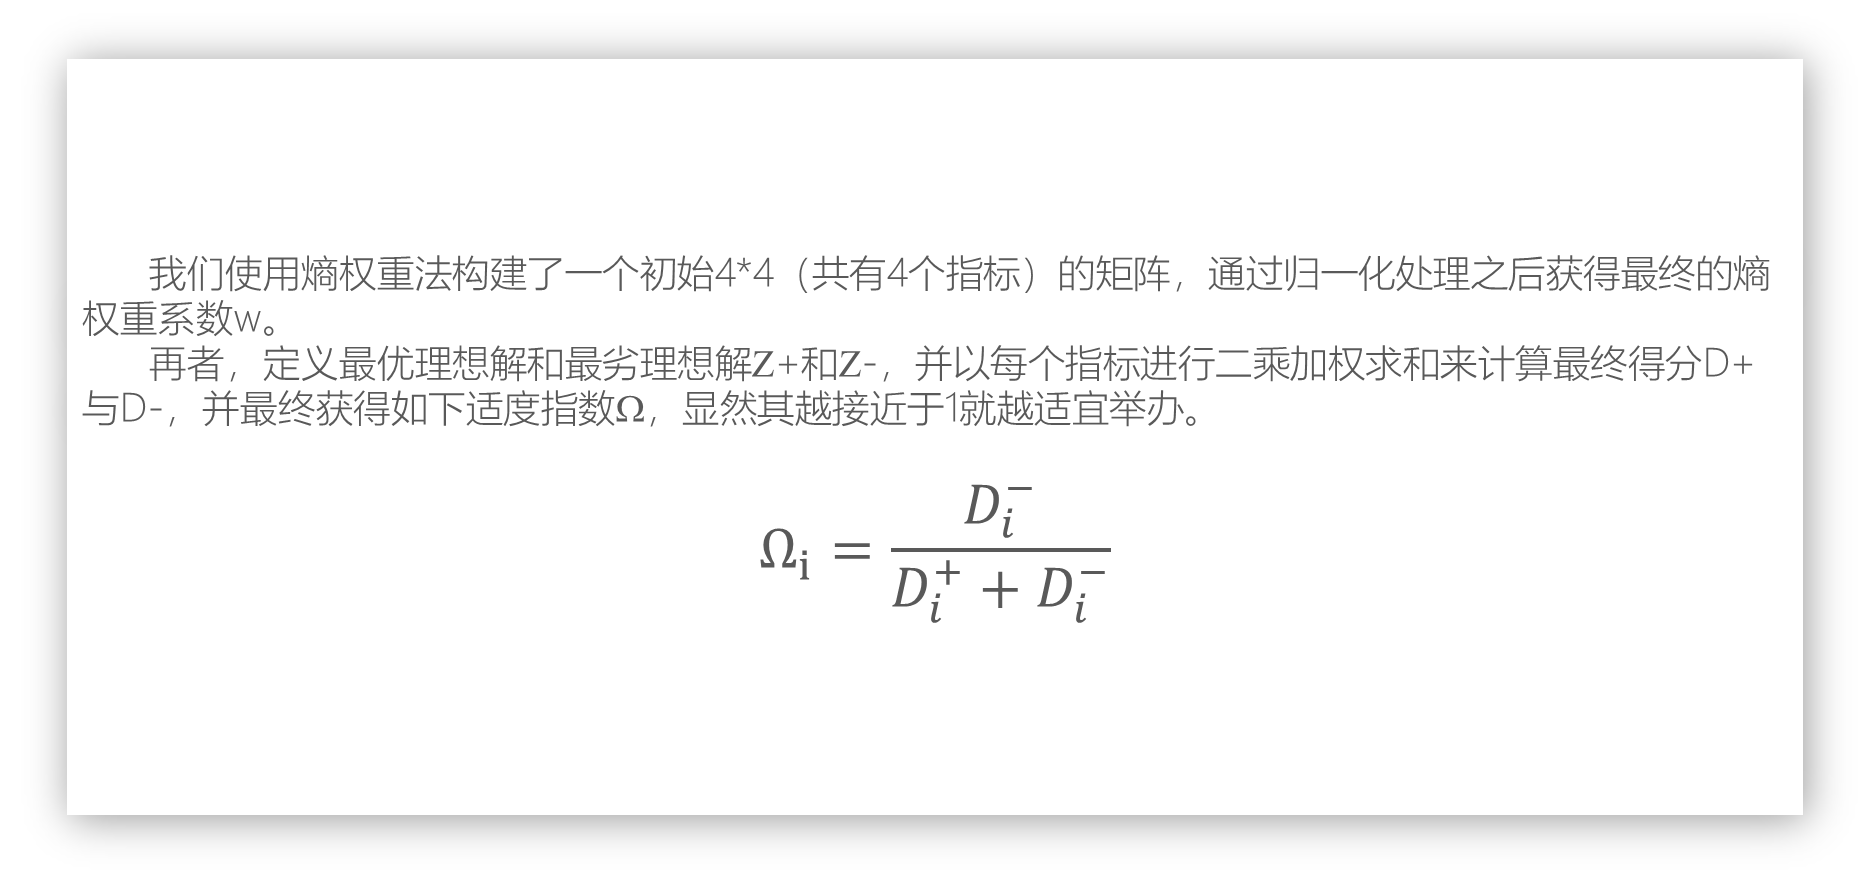 我们使用熵权重法构建了一个初始4*4（共有4个指标）的矩阵，通过归一化处理之后获得最终的熵
权重系数w。
再者，定义最优理想解和最劣理想解Z+和Z-，并以每个指标进行二乘加权求和来计算最终得分D+
与D-，并最终获得如下适度指数Ω，显然其越接近于1就越适宜举办。
Ω_i = D_i^- / (D_i^+ + D_i^-)